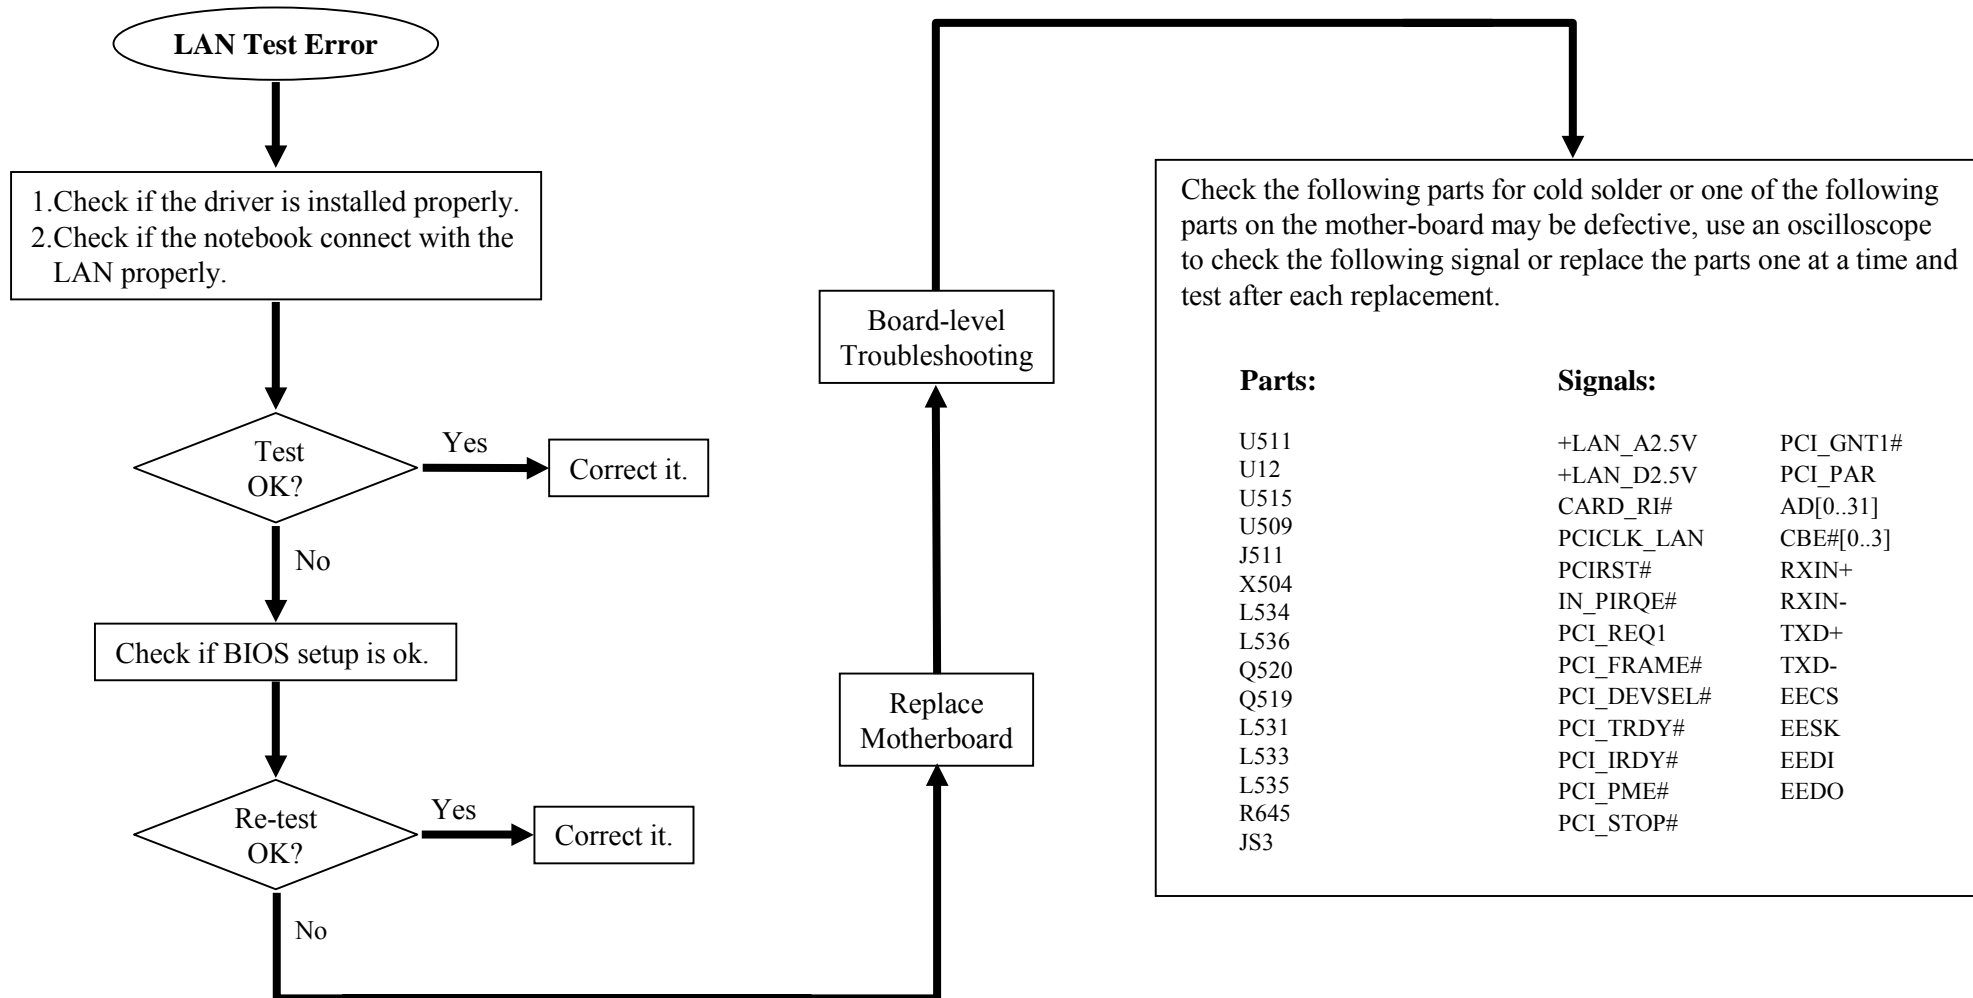 LAN Test Error
1.Check if the driver is installed properly.
2.Check if the notebook connect with the
LAN properly.
Test
OK?
Yes
Correct it.
No
Check if BIOS setup is ok.
Re-test
OK?
Yes
Correct it.
No
Replace
Motherboard
Board-level
Troubleshooting
Check the following parts for cold solder or one of the following
parts on the mother-board may be defective, use an oscilloscope
to check the following signal or replace the parts one at a time and
test after each replacement.
Parts:
U511
U12
U515
U509
J511
X504
L534
L536
Q520
Q519
L531
L533
L535
R645
JS3
Signals:
+LAN_A2.5V
+LAN_D2.5V
CARD_RI#
PCICLK_LAN
PCIRST#
IN_PIRQE#
PCI_REQ1
PCI_FRAME#
PCI_DEVSEL#
PCI_TRDY#
PCI_IRDY#
PCI_PME#
PCI_STOP#
PCI_GNT1#
PCI_PAR
AD[0..31]
CBE#[0..3]
RXIN+
RXIN-
TXD+
TXD-
EECS
EESK
EEDI
EEDO